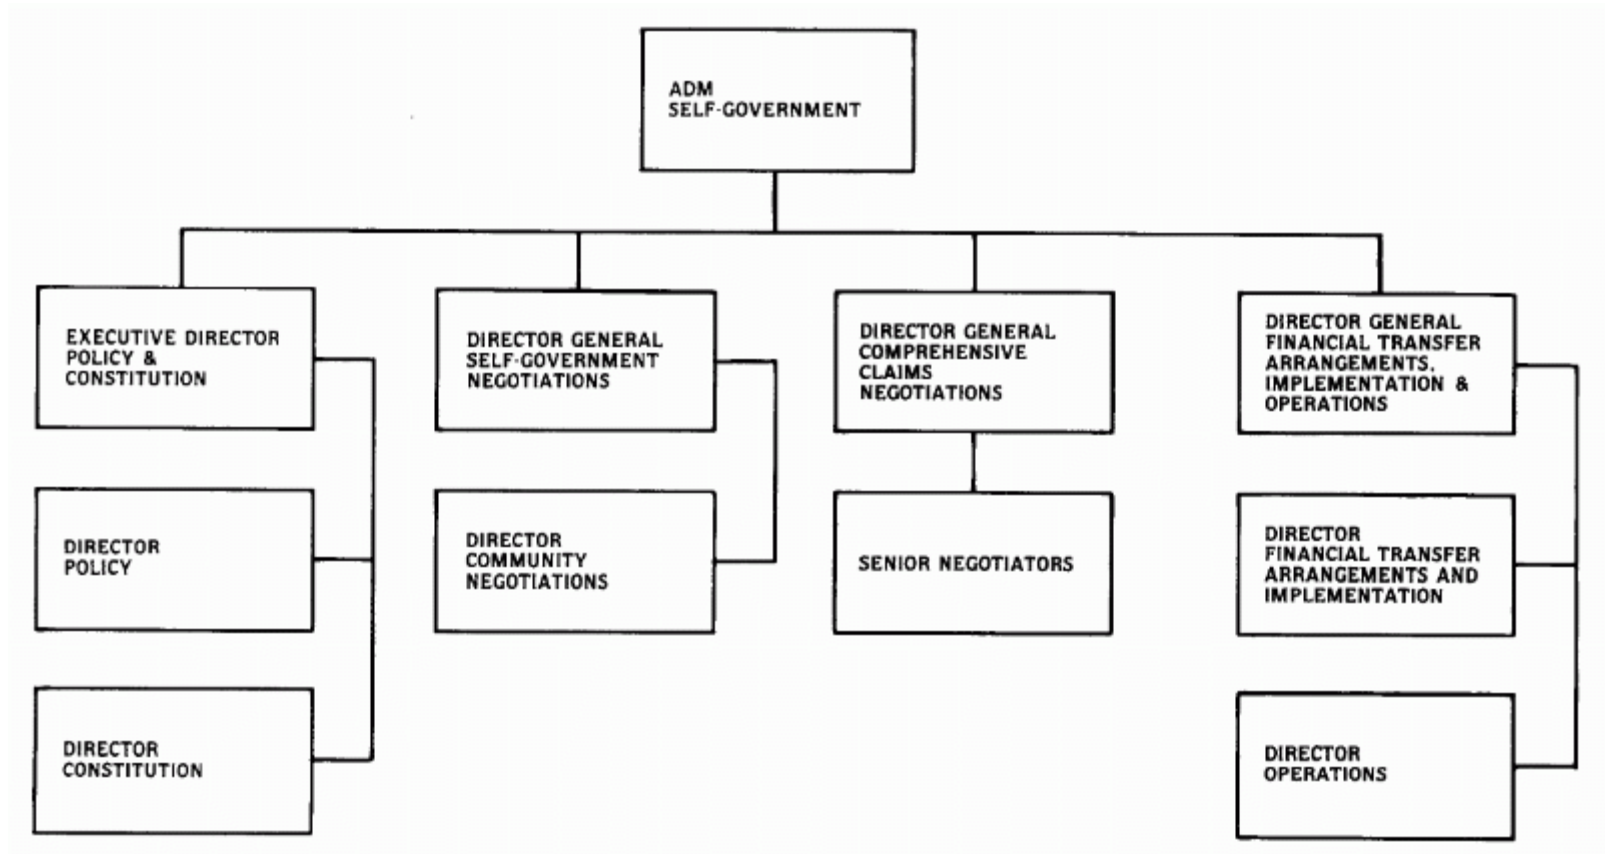 ADM
SELF-GOVERNMENT
EXECUTIVE DIRECTOR
POLICY &
CONSTITUTION
DIRECTOR GENERAL
SELF-GOVERNMENT
NEGOTIATIONS
DIRECTOR GENERAL
COMPREHENSIVE
CLAIMS
NEGOTIATIONS
DIRECTOR GENERAL
FINANCIAL TRANSFER
ARRANGEMENTS.
IMPLEMENTATION &
OPERATIONS
DIRECTOR
POLICY
DIRECTOR
COMMUNITY
NEGOTIATIONS
SENIOR NEGOTIATORS
DIRECTOR
FINANCIAL TRANSFER
ARRANGEMENTS AND
IMPLEMENTATION
DIRECTOR
CONSTITUTION
DIRECTOR
OPERATIONS